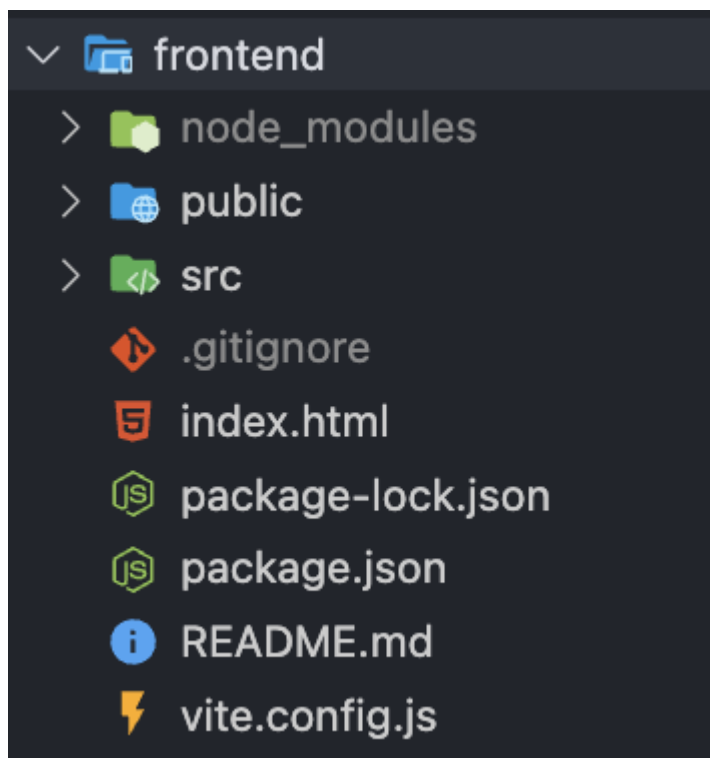 frontend
node_modules
public
src
.gitignore
index.html
package-lock.json
package.json
README.md
vite.config.js